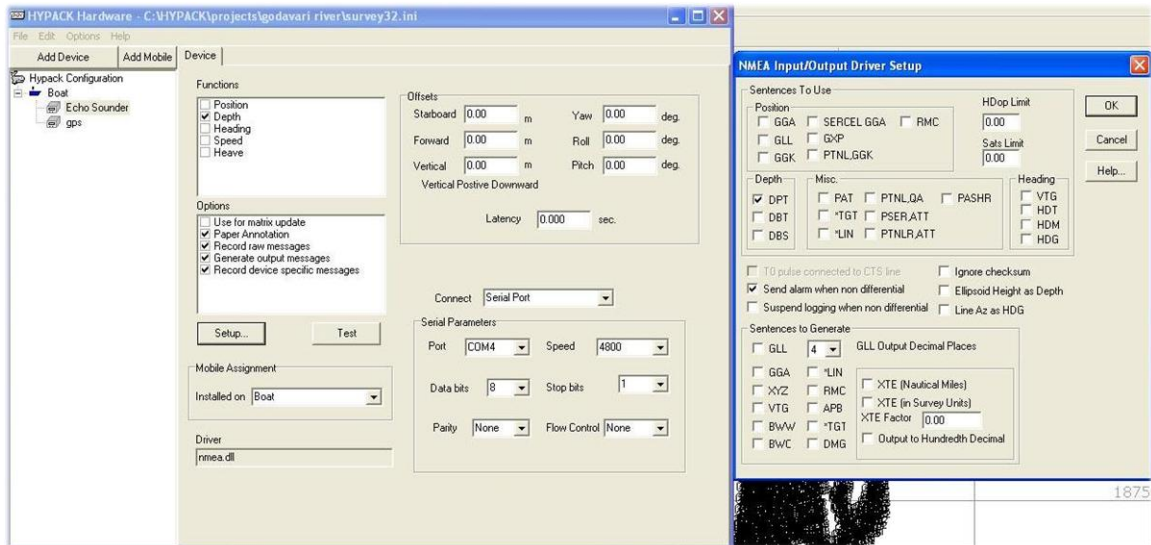 HYPACK Hardware - C:\HYPACK\projects\godavari river\survey32.ini
File Edit Options Help
Add Device Add Mobile Device
Hypack Configuration
Boat
Echo Sounder
gps
Functions
Position
Depth
Heading
Speed
Heave
Options
Use for matrix update
Paper Annotation
Record raw messages
Generate output messages
Record device specific messages
Setup... Test
Mobile Assignment
Installed on Boat
Driver
nmea.dll
Offsets
Starboard 0.00 m Yaw 0.00 deg.
Forward 0.00 m Roll 0.00 deg.
Vertical 0.00 m Pitch 0.00 deg.
Vertical Postive Downward
Latency 0.000 sec.
Connect Serial Port
Serial Parameters
Port COM4 Speed 4800
Data bits 8 Stop bits 1
Parity None Flow Control None
NMEA Input/Output Driver Setup
Sentences To Use
Position
GGA SERCEL GGA RMC
GLL GXP
GGK PTNL,GGK
HDop Limit
0.00
Sats Limit
0.00
OK
Cancel
Help...
Depth
DPT
DBT
DBS
Misc.
PAT PTNL,QA PASHR
*TGT PSER,ATT
*LIN PTNLR,ATT
Heading
VTG
HDT
HDM
HDG
T0 pulse connected to CTS line Ignore checksum
Send alarm when non differential Ellipsoid Height as Depth
Suspend logging when non differential Line Az as HDG
Sentences to Generate
GLL 4 GLL Output Decimal Places
GGA *LIN
XYZ RMC
VTG APB
BWW *TGT
BWC DMG
XTE (Nautical Miles)
XTE (in Survey Units)
XTE Factor 0.00
Output to Hundredth Decimal
1875